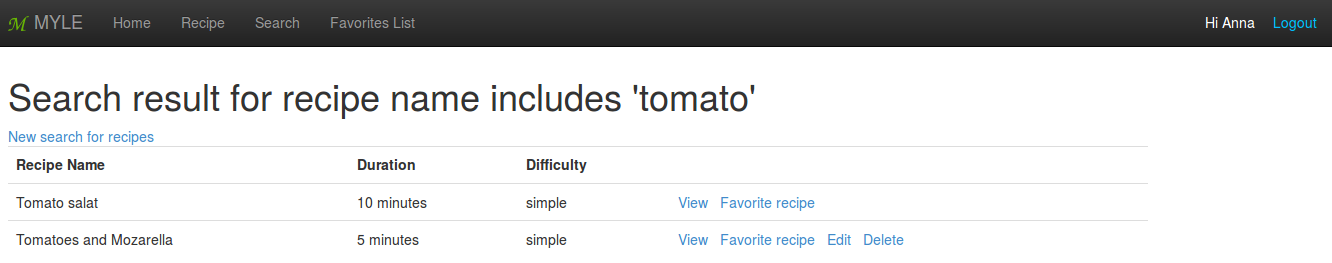 M MYLE Home Recipe Search Favorites List Hi Anna Logout
Search result for recipe name includes 'tomato'
New search for recipes
Recipe Name Duration Difficulty
Tomato salat 10 minutes simple View Favorite recipe
Tomatoes and Mozarella 5 minutes simple View Favorite recipe Edit Delete